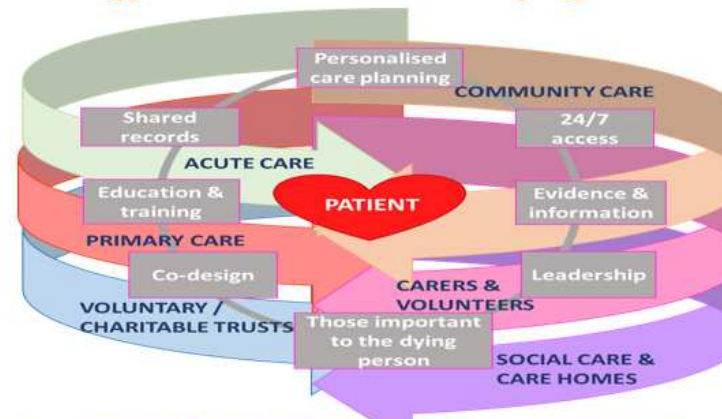 Personalised
care planning
COMMUNITY CARE
Shared
records
24/7
access
ACUTE CARE
Education &
training
PATIENT
Evidence &
information
PRIMARY CARE
Co-design
CARERS &
VOLUNTEERS
Leadership
VOLUNTARY /
CHARITABLE TRUSTS
Those important
to the dying
person
SOCIAL CARE &
CARE HOMES